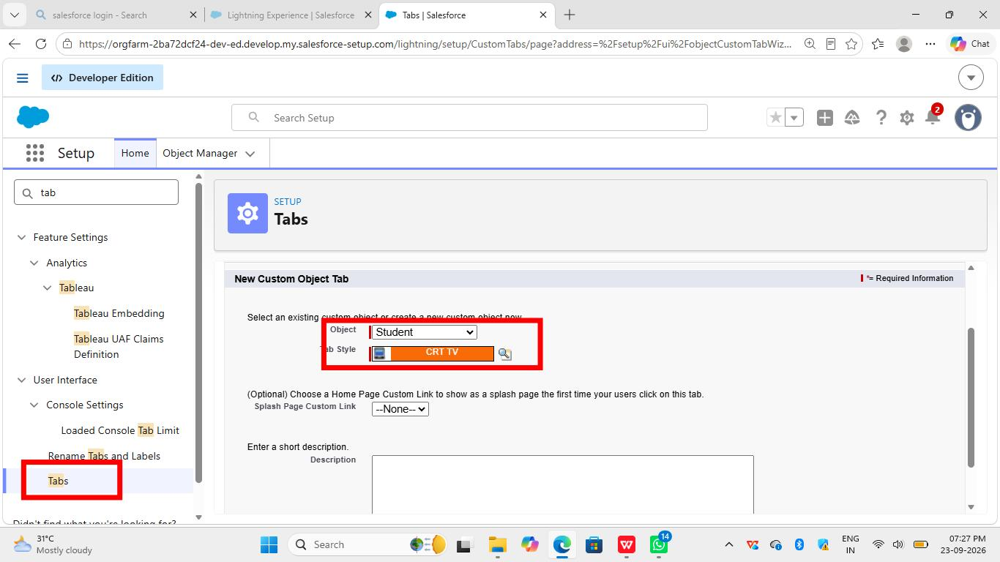 salesforce login - Search
Lightning Experience | Salesforce
Tabs | Salesforce
https://orgfarm-2ba72dcf24-dev-ed.develop.my.salesforce-setup.com/lightning/setup/CustomTabs/page?address=%2Fsetup%2Fui%2FobjectCustomTabWiz...
Chat
Developer Edition
Search Setup
2
Setup
Home
Object Manager
tab
Feature Settings
Analytics
Tableau
Tableau Embedding
Tableau UAF Claims
Definition
User Interface
Console Settings
Loaded Console Tab Limit
Rename Tabs and Labels
Tabs
Didn't find what you're looking for?
SETUP
Tabs
New Custom Object Tab
*= Required Information
Select an existing custom object or create a new custom object now.
Object
Student
Tab Style
CRT TV
(Optional) Choose a Home Page Custom Link to show as a splash page the first time your users click on this tab.
Splash Page Custom Link
--None--
Enter a short description.
Description
31°C
Mostly cloudy
Search
14
ENG
IN
07:27 PM
23-09-2026